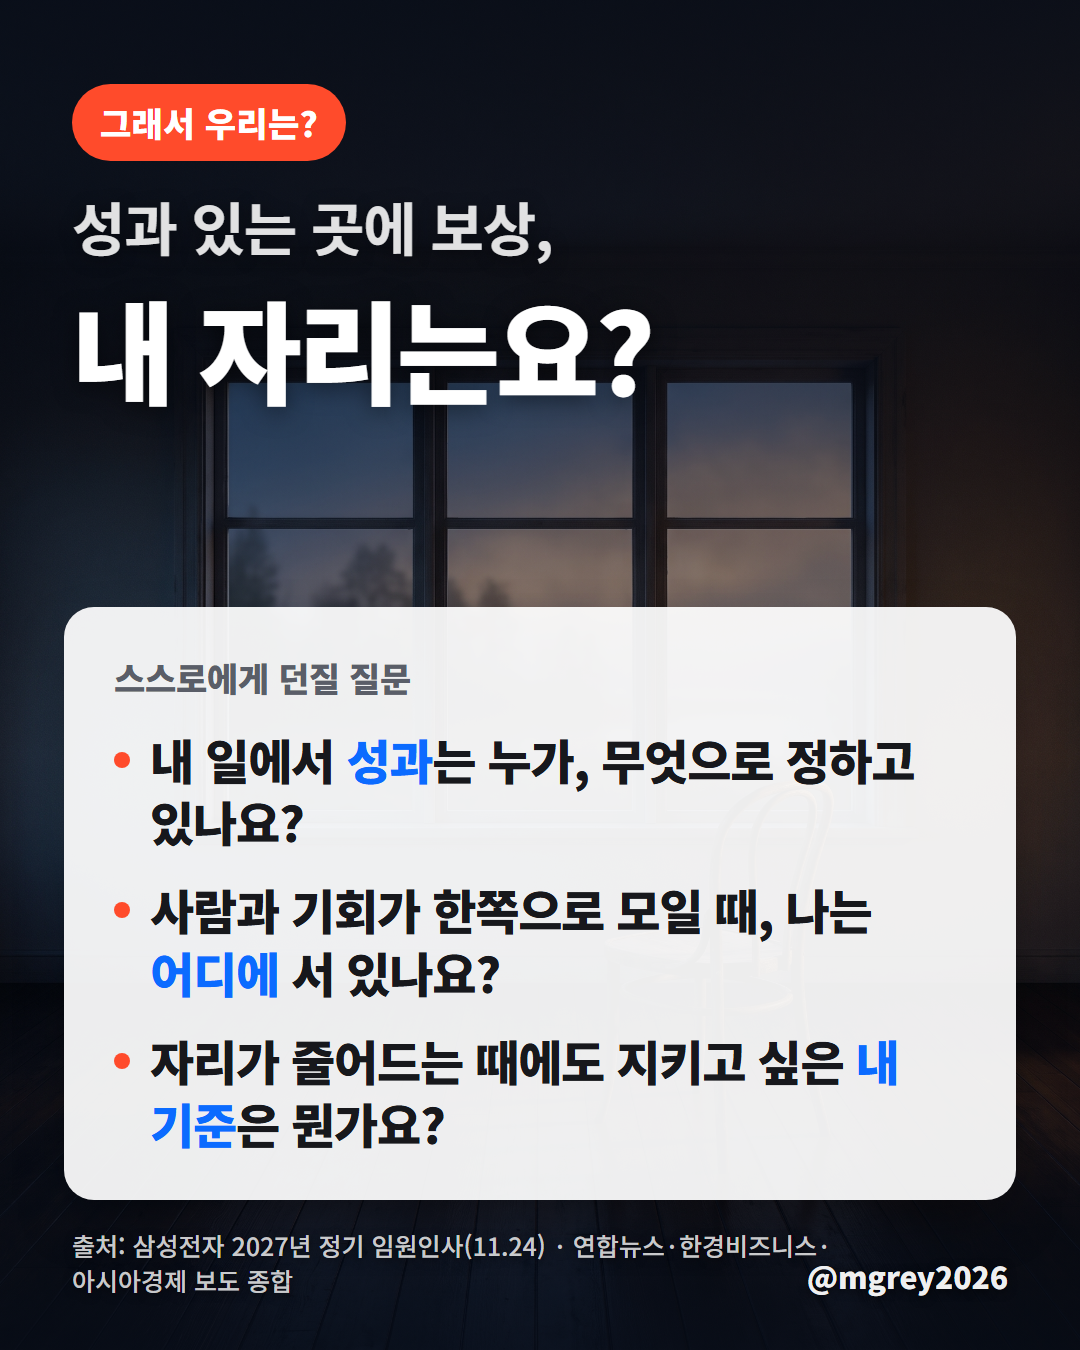 그래서 우리는?
성과 있는 곳에 보상,
내 자리는요?
스스로에게 던질 질문
• 내 일에서 성과는 누가, 무엇으로 정하고
있나요?
• 사람과 기회가 한쪽으로 모일 때, 나는
어디에 서 있나요?
• 자리가 줄어드는 때에도 지키고 싶은 내
기준은 뭔가요?
출처: 삼성전자 2027년 정기 임원인사(11.24) · 연합뉴스·한경비즈니스·
아시아경제 보도 종합
@mgrey2026